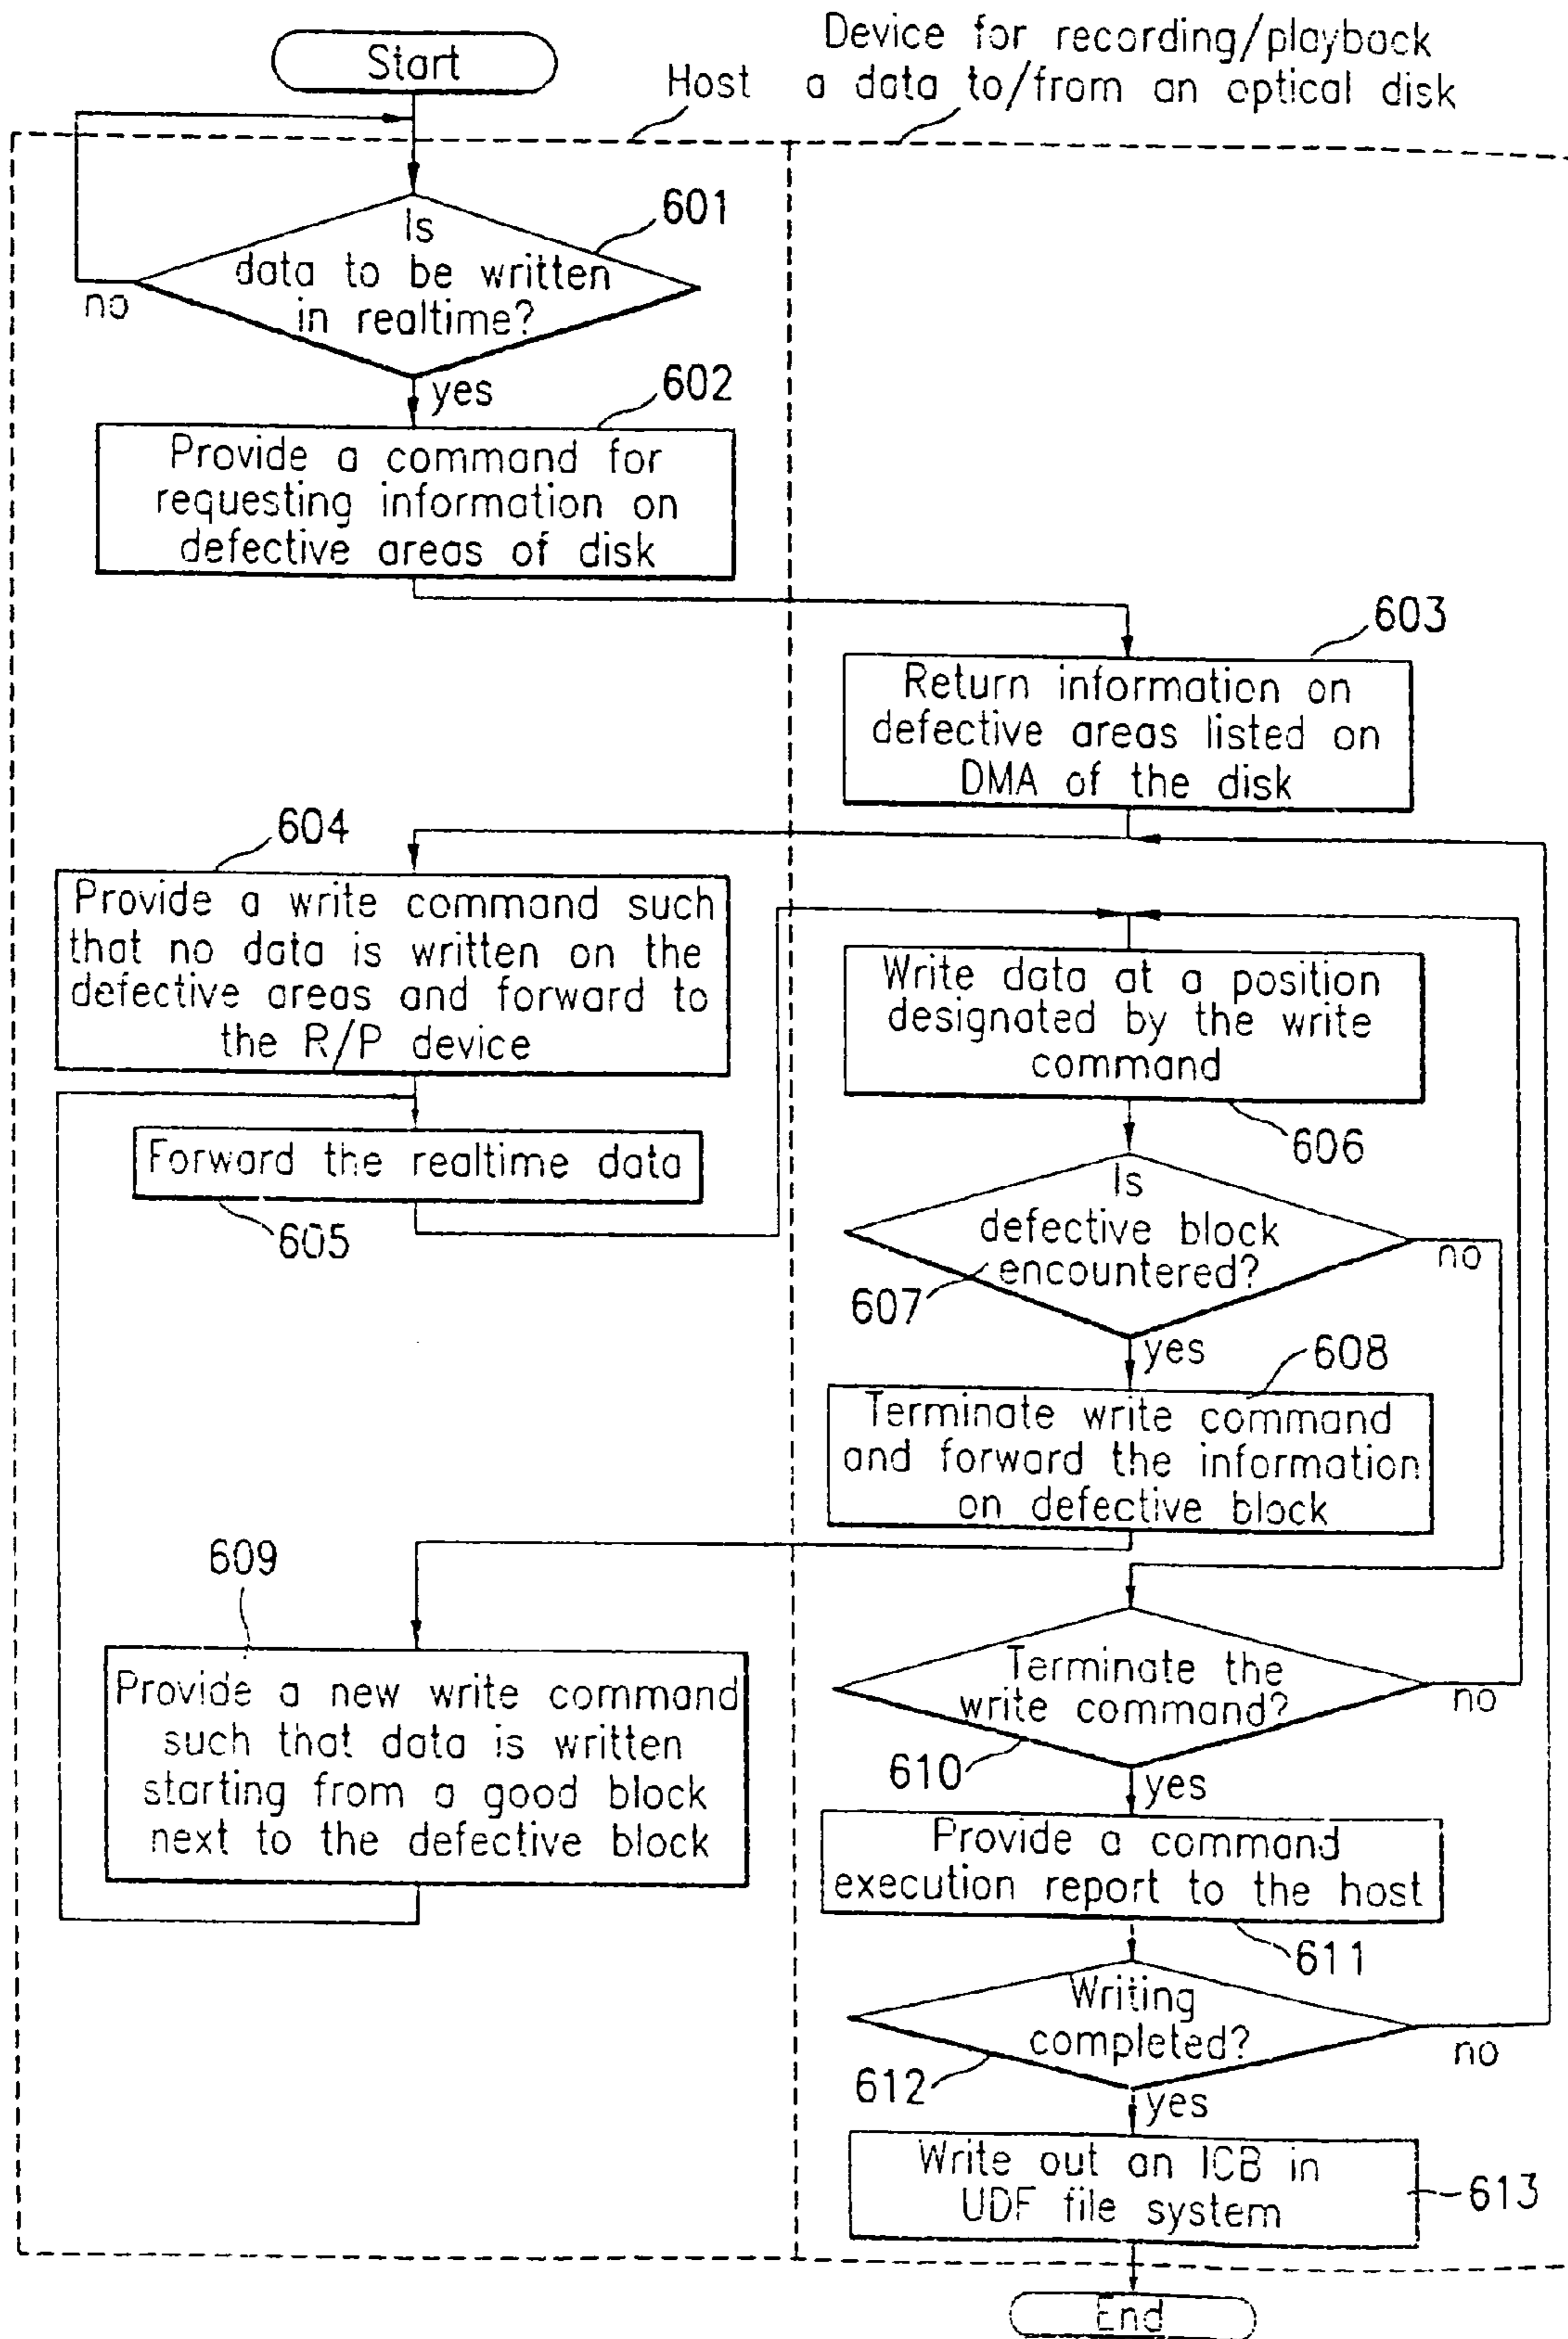 Start
Host
Device for recording/playback
a data to/from an optical disk
601
Is
data to be written
in realtime?
no
yes
602
Provide a command for
requesting information on
defective areas of disk
603
Return information on
defective areas listed on
DMA of the disk
604
Provide a write command such
that no data is written on the
defective areas and forward to
the R/P device
Forward the realtime data
605
Write data at a position
designated by the write
command
606
Is
defective block
encountered?
no
607
yes
608
Terminate write command
and forward the information
on defective block
609
Provide a new write command
such that data is written
starting from a good block
next to the defective block
Terminate the
write command?
no
610
yes
Provide a command
execution report to the host
611
Writing
completed?
no
612
yes
Write out an ICB in
UDF file system
613
End